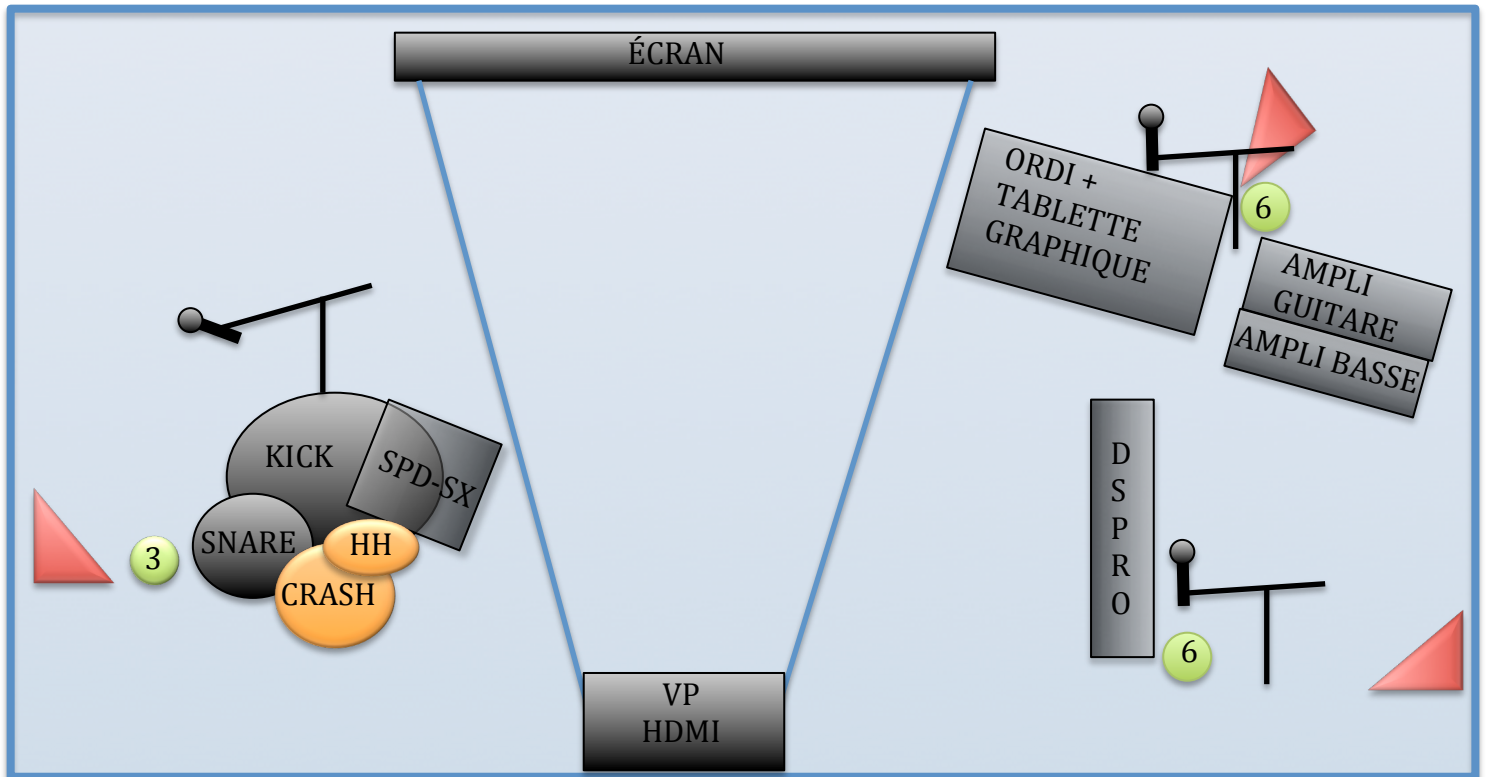 ÉCRAN
ORDI +
TABLETTE
GRAPHIQUE
6
AMPLI
GUITARE
AMPLI BASSE
KICK
SPD-SX
SNARE
HH
CRASH
3
D
S
P
R
O
6
VP
HDMI